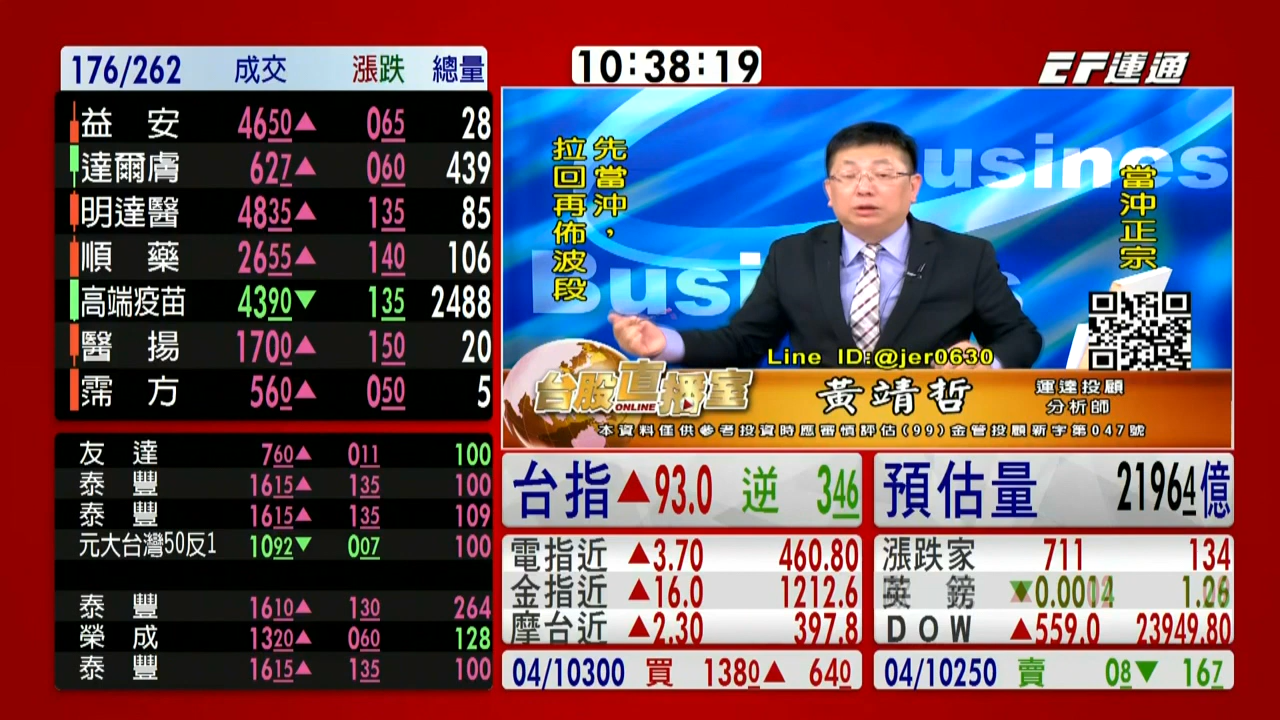 176/262 成交 漲跌 總量
益安 4650▲ 065 28
達爾膚 627▲ 060 439
明達醫 4835▲ 135 85
順藥 2655▲ 140 106
高端疫苗 4390▼ 135 2488
醫揚 1700▲ 150 20
霈方 560▲ 050 5
友達 760▲ 011 100
泰豐 1615▲ 135 100
泰豐 1615▲ 135 109
元大台灣50反1 1092▼ 007 100
泰豐 1610▲ 130 264
榮成 1320▲ 060 128
泰豐 1615▲ 135 100
10:38:19
EF運通
先當沖，
拉回再佈波段
Business
Business
當沖正宗
Line ID:@jer0630
台股直播室
ONLINE
黃靖哲
運達投顧
分析師
本資料僅供參考投資時應審慎評估(99)金管投顧新字第047號
台指▲93.0 逆 346
預估量 21964億
電指近 ▲3.70 460.80
金指近 ▲16.0 1212.6
摩台近 ▲2.30 397.8
漲跌家 711 134
英鎊
DOW ▲559.0 23949.80
04/10300 買 1380▲ 640
04/10250 賣 08▼ 167